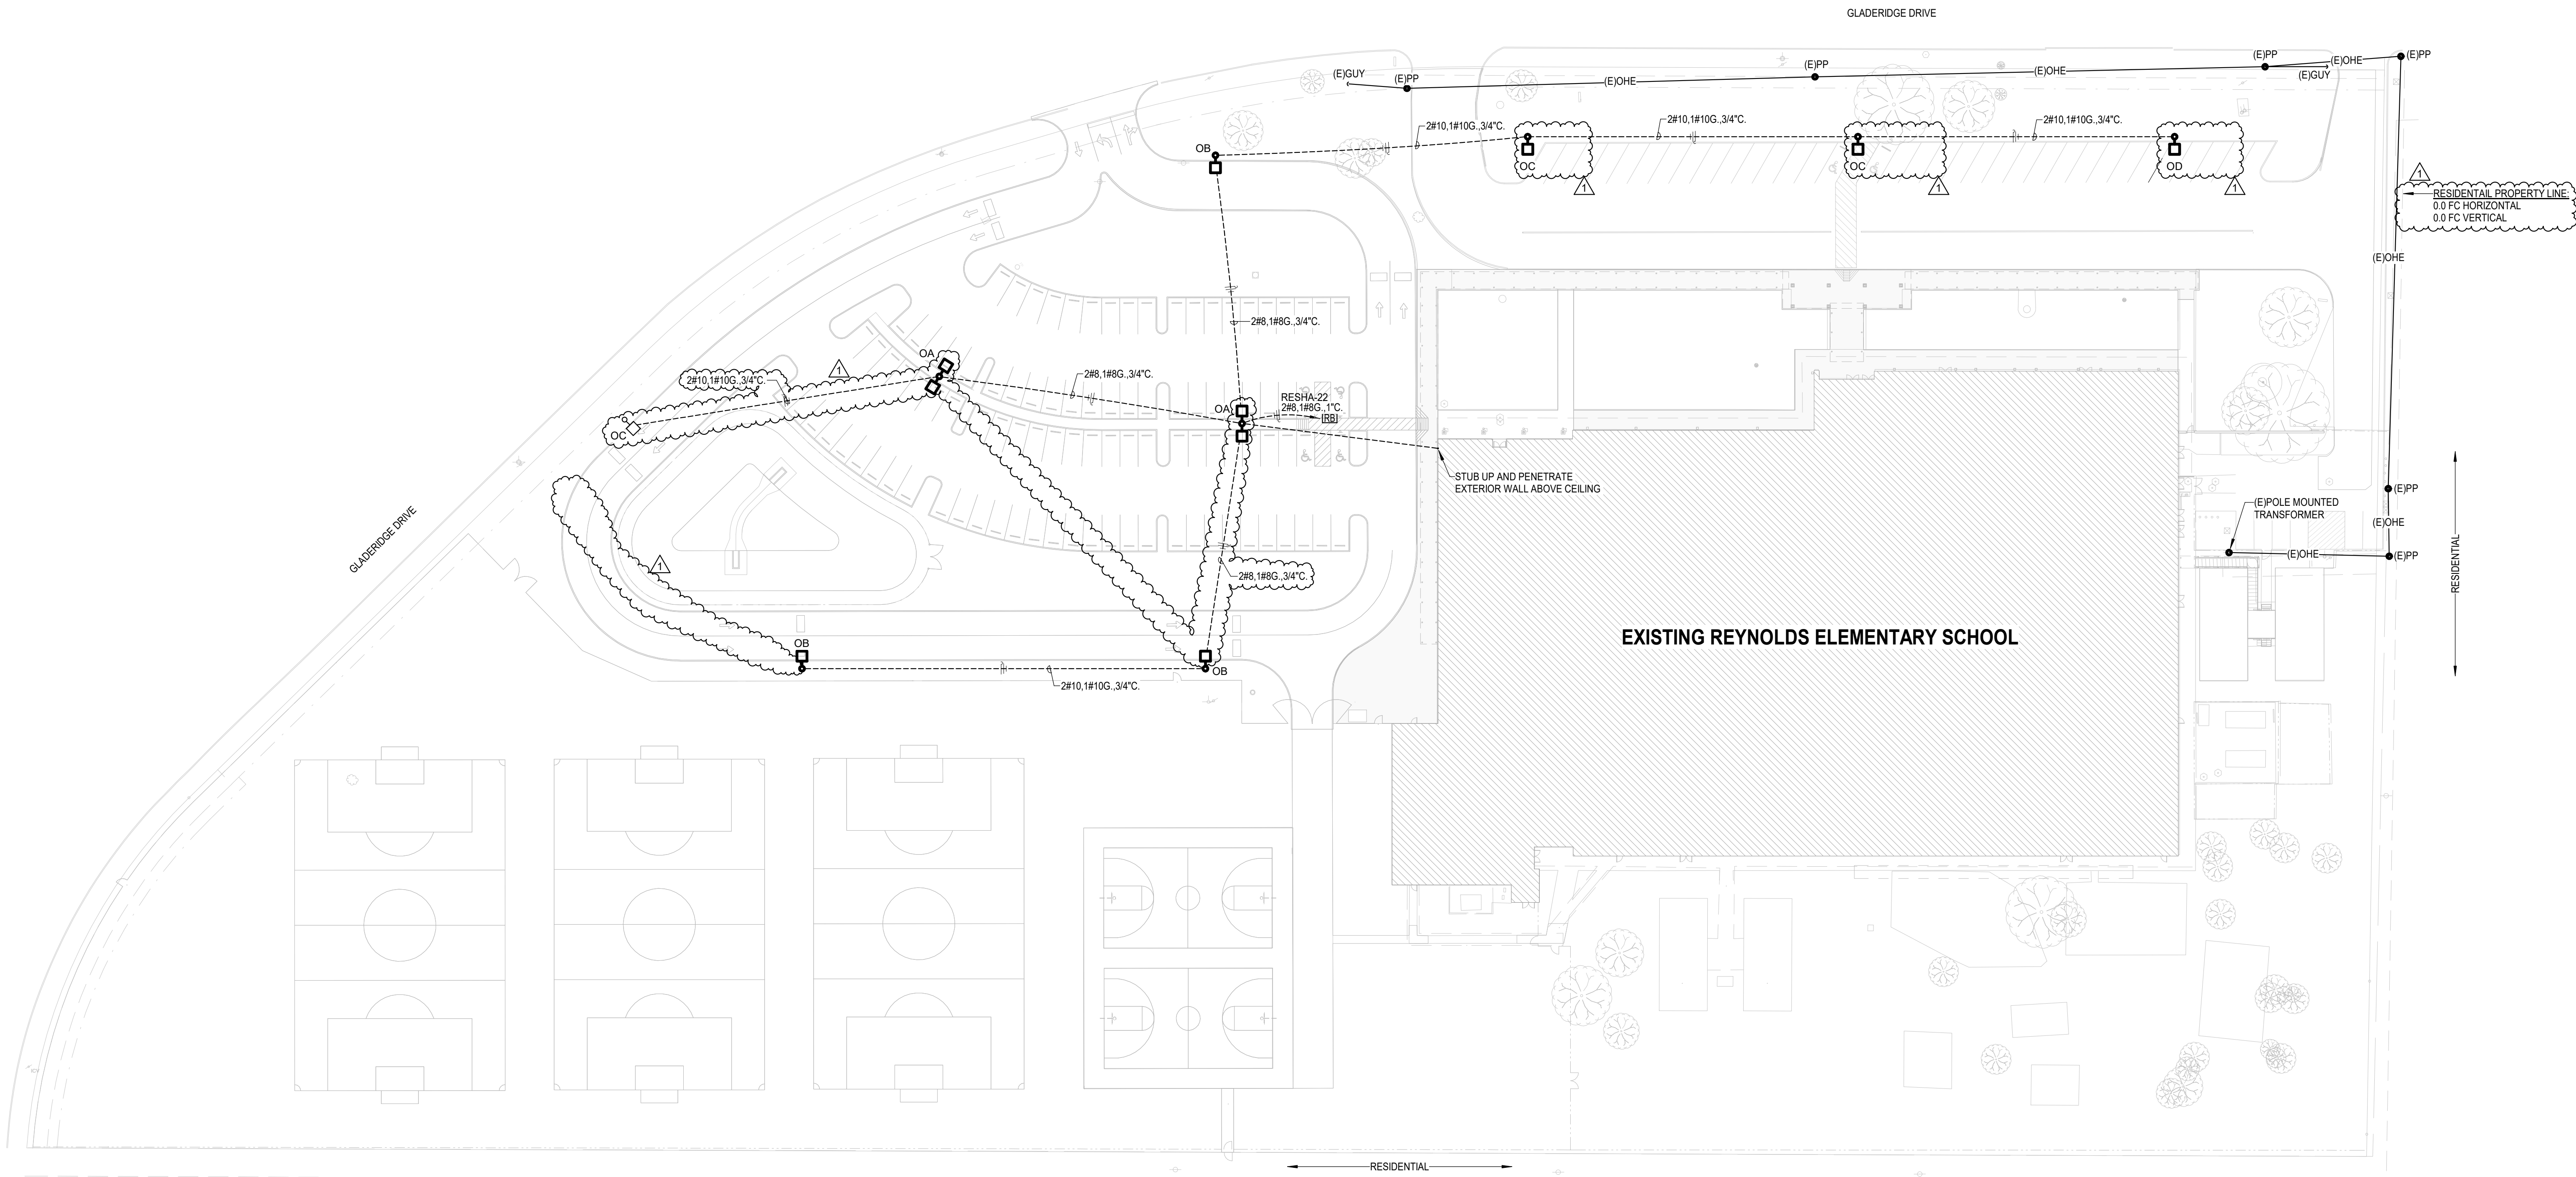 GLADERIDGE DRIVE
(E)GUY
(E)PP
(E)OHE
(E)PP
(E)OHE
(E)PP
(E)OHE
(E)GUY
(E)PP
OB
2#10,1#10G.,3/4"C.
OC
1
2#10,1#10G.,3/4"C.
OC
1
2#10,1#10G.,3/4"C.
OD
1
1
RESIDENTAIL PROPERTY LINE:
0.0 FC HORIZONTAL
0.0 FC VERTICAL
(E)OHE
2#8,1#8G.,3/4"C.
OA
1
2#10,1#10G.,3/4"C.
2#8,1#8G.,3/4"C.
OC
OA
RESHA-22
2#8,1#8G.,1"C.
RB
STUB UP AND PENETRATE
EXTERIOR WALL ABOVE CEILING
(E)PP
(E)POLE MOUNTED
TRANSFORMER
(E)OHE
(E)OHE
(E)PP
RESIDENTIAL
GLADERIDGE DRIVE
1
2#8,1#8G.,3/4"C.
OB
OB
2#10,1#10G.,3/4"C.
EXISTING REYNOLDS ELEMENTARY SCHOOL
RESIDENTIAL